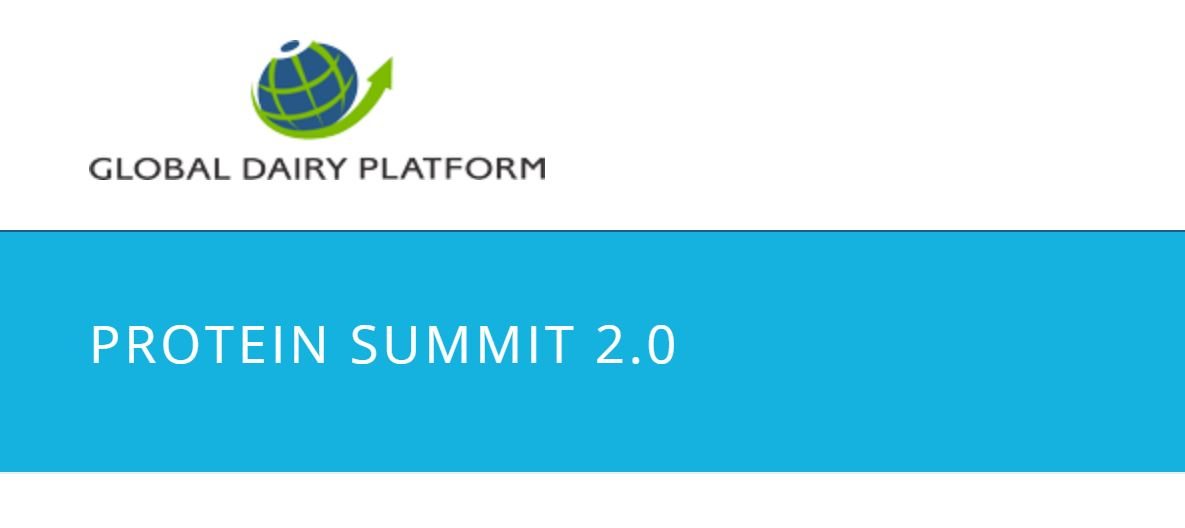 GLOBAL DAIRY PLATFORM
PROTEIN SUMMIT 2.0